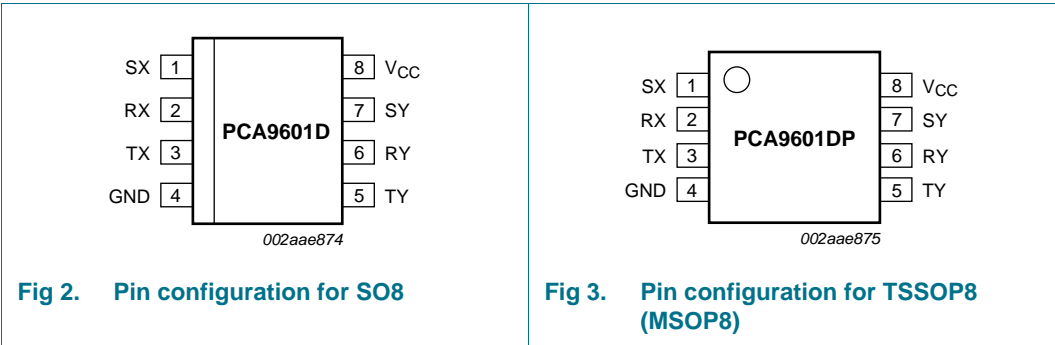 SX 1 8 VCC
RX 2 7 SY
PCA9601D
TX 3 6 RY
GND 4 5 TY
002aae874
Fig 2. Pin configuration for SO8
SX 1 8 VCC
RX 2 7 SY
PCA9601DP
TX 3 6 RY
GND 4 5 TY
002aae875
Fig 3. Pin configuration for TSSOP8
(MSOP8)